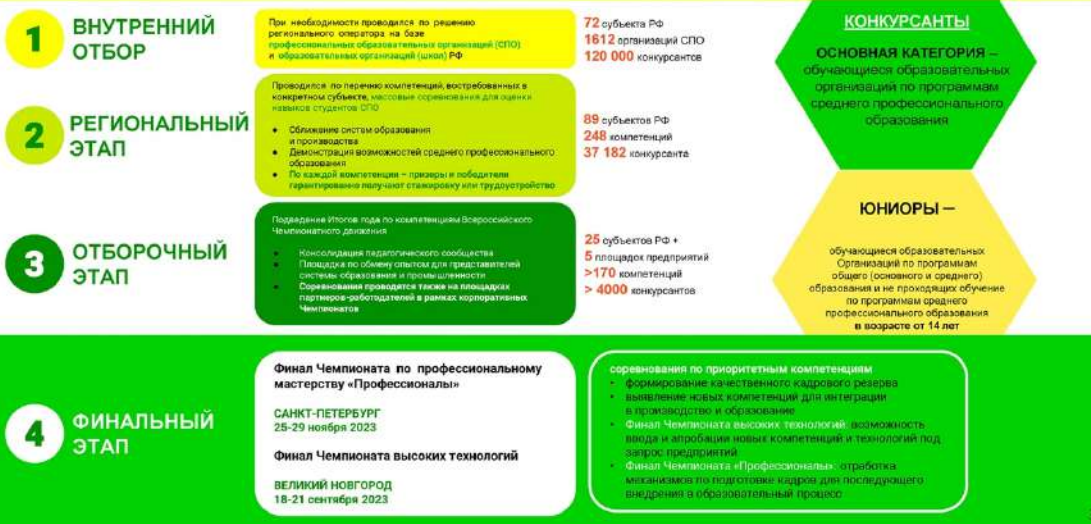 1
ВНУТРЕННИЙ
ОТБОР
При необходимости проводился по решению
регионального оператора на базе
профессиональных образовательных организаций (СПО)
и образовательных организаций (школ) РФ
72 субъекта РФ
1612 организаций СПО
120 000 конкурсантов
2
РЕГИОНАЛЬНЫЙ
ЭТАП
Проводился по перечню компетенций, востребованных в
конкретном субъекте, массовые соревнования для оценки
навыков студентов СПО
• Сближение систем образования
и производства
• Демонстрация возможностей среднего профессионального
образования
• По каждой компетенции – призеры и победители
гарантированно получают стажировку или трудоустройство
89 субъектов РФ
248 компетенций
37 182 конкурсанта
3
ОТБОРОЧНЫЙ
ЭТАП
Подведение Итогов года по компетенциям Всероссийского
Чемпионатного движения
• Консолидация педагогического сообщества
• Площадка по обмену опытом для представителей
системы образования и промышленности
• Соревнования проводятся также на площадках
партнеров-работодателей в рамках корпоративных
Чемпионатов
25 субъектов РФ +
5 площадок предприятий
>170 компетенций
> 4000 конкурсантов
КОНКУРСАНТЫ
ОСНОВНАЯ КАТЕГОРИЯ –
обучающиеся образовательных
организаций по программам
среднего профессионального
образования
ЮНИОРЫ —
обучающиеся образовательных
Организаций по программам
общего (основного и среднего)
образования и не проходящих обучение
по программам среднего
профессионального образования
в возрасте от 14 лет
4
ФИНАЛЬНЫЙ
ЭТАП
Финал Чемпионата по профессиональному
мастерству «Профессионалы»
САНКТ-ПЕТЕРБУРГ
25-29 ноября 2023
Финал Чемпионата высоких технологий
ВЕЛИКИЙ НОВГОРОД
18-21 сентября 2023
соревнования по приоритетным компетенциям
• формирование качественного кадрового резерва
• выявление новых компетенций для интеграции
в производство и образование
• Финал Чемпионата высоких технологий: возможность
ввода и апробации новых компетенций и технологий под
запрос предприятий
• Финал Чемпионата «Профессионалы»: отработка
механизмов по подготовке кадров для последующего
внедрения в образовательный процесс